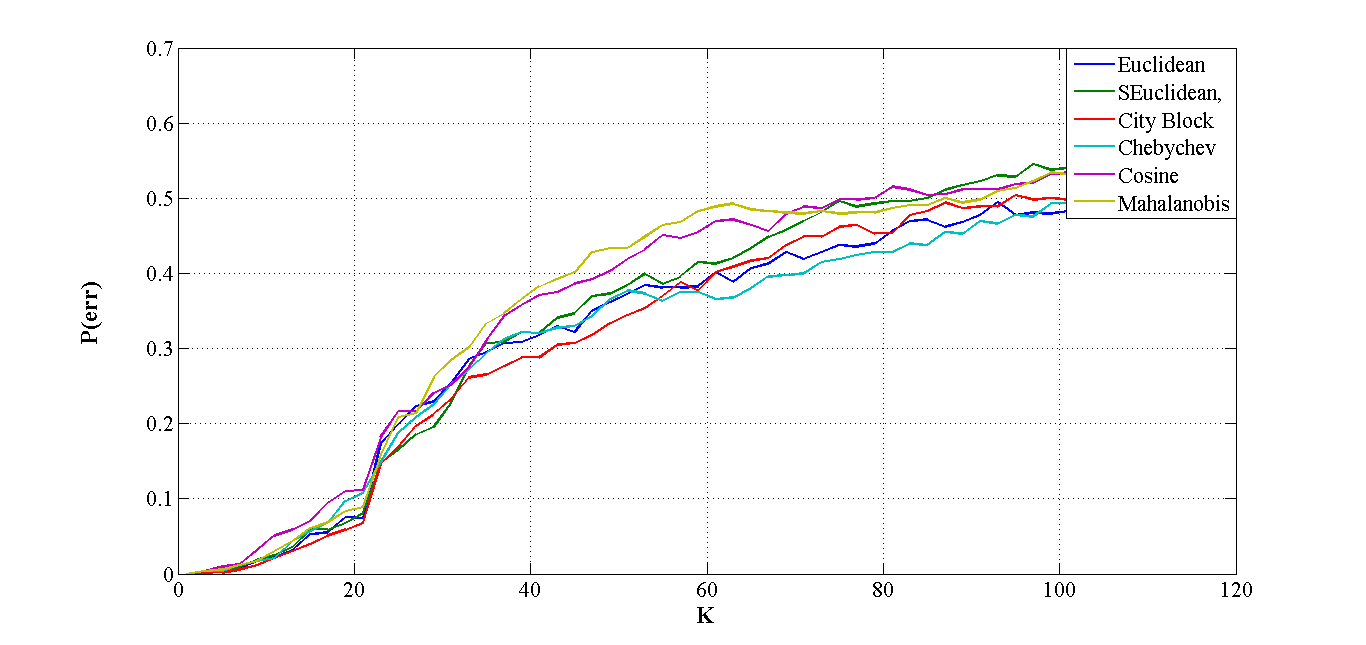 0.7
0.6
0.5
0.4
0.3
0.2
0.1
0
P(err)
0 20 40 60 80 100 120
K
Euclidean
SEuclidean,
City Block
Chebychev
Cosine
Mahalanobis